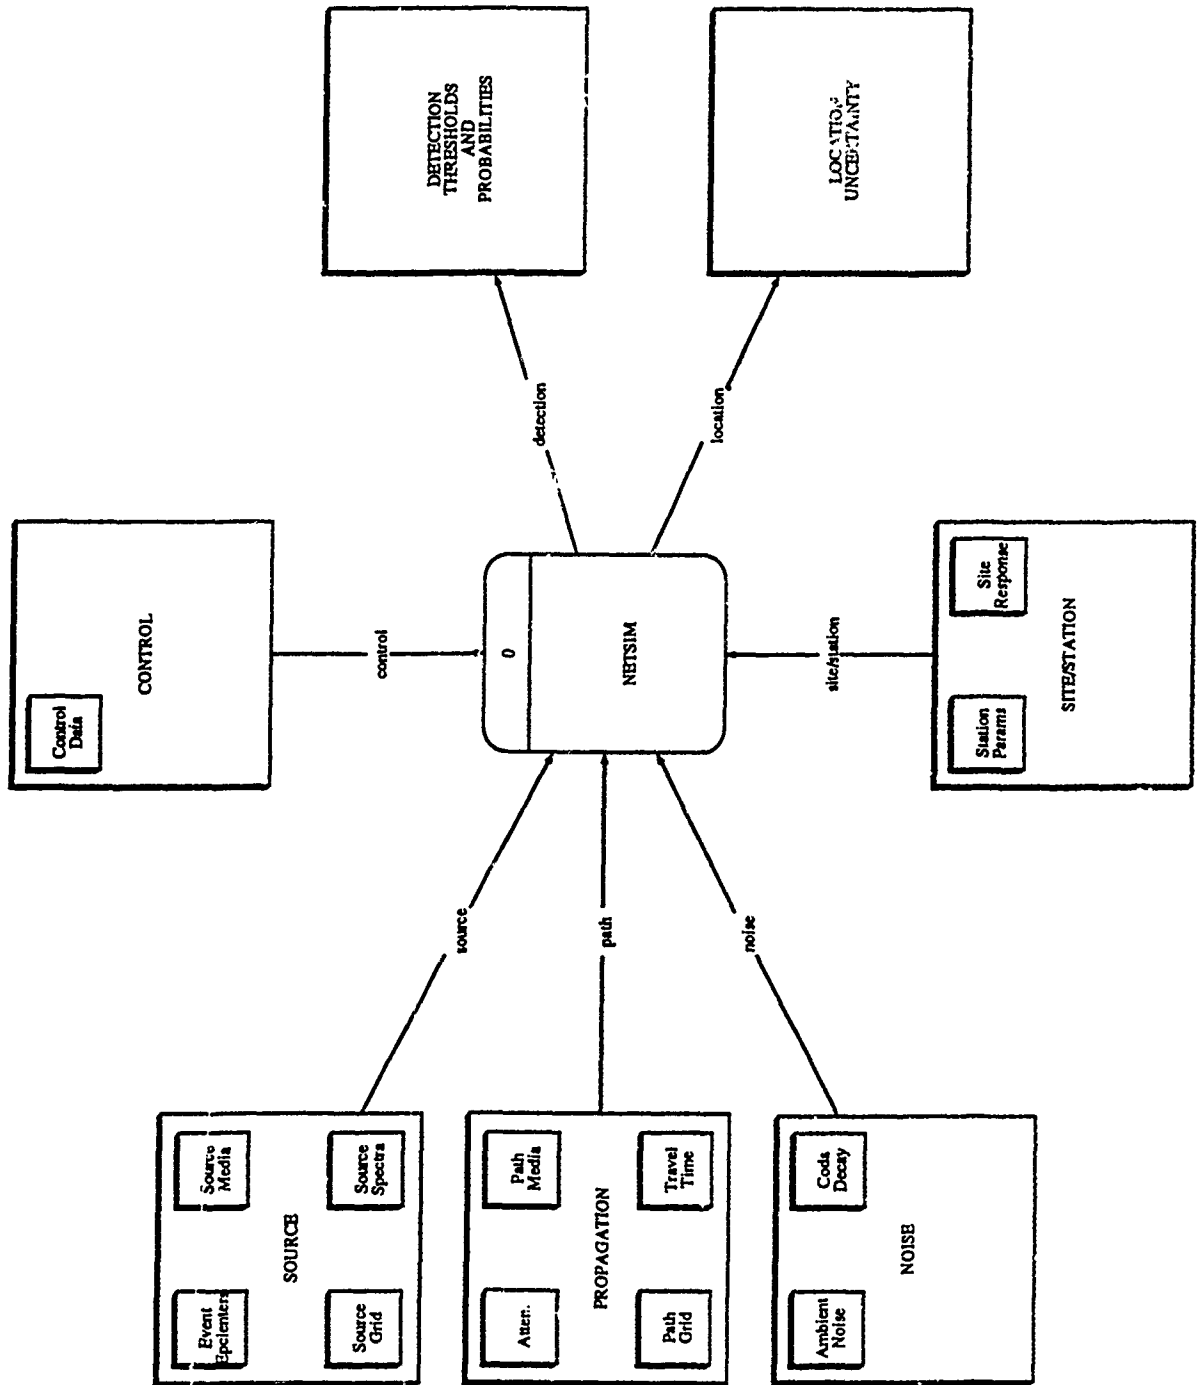 Ambient
Noise
Coda
Decay
NOISE
Atten.
Path
Media
PROPAGATION
Path
Grid
Travel
Time
Event
Epicenters
Source
Media
SOURCE
Source
Grid
Source
Spectra
noise
path
source
Station
Params
Site
Response
SITE/STATION
site/station
0
NETSIM
control
Control
Data
CONTROL
location
detection
LOCATION
UNCERTAINTY
DETECTION
THRESHOLDS
AND
PROBABILITIES